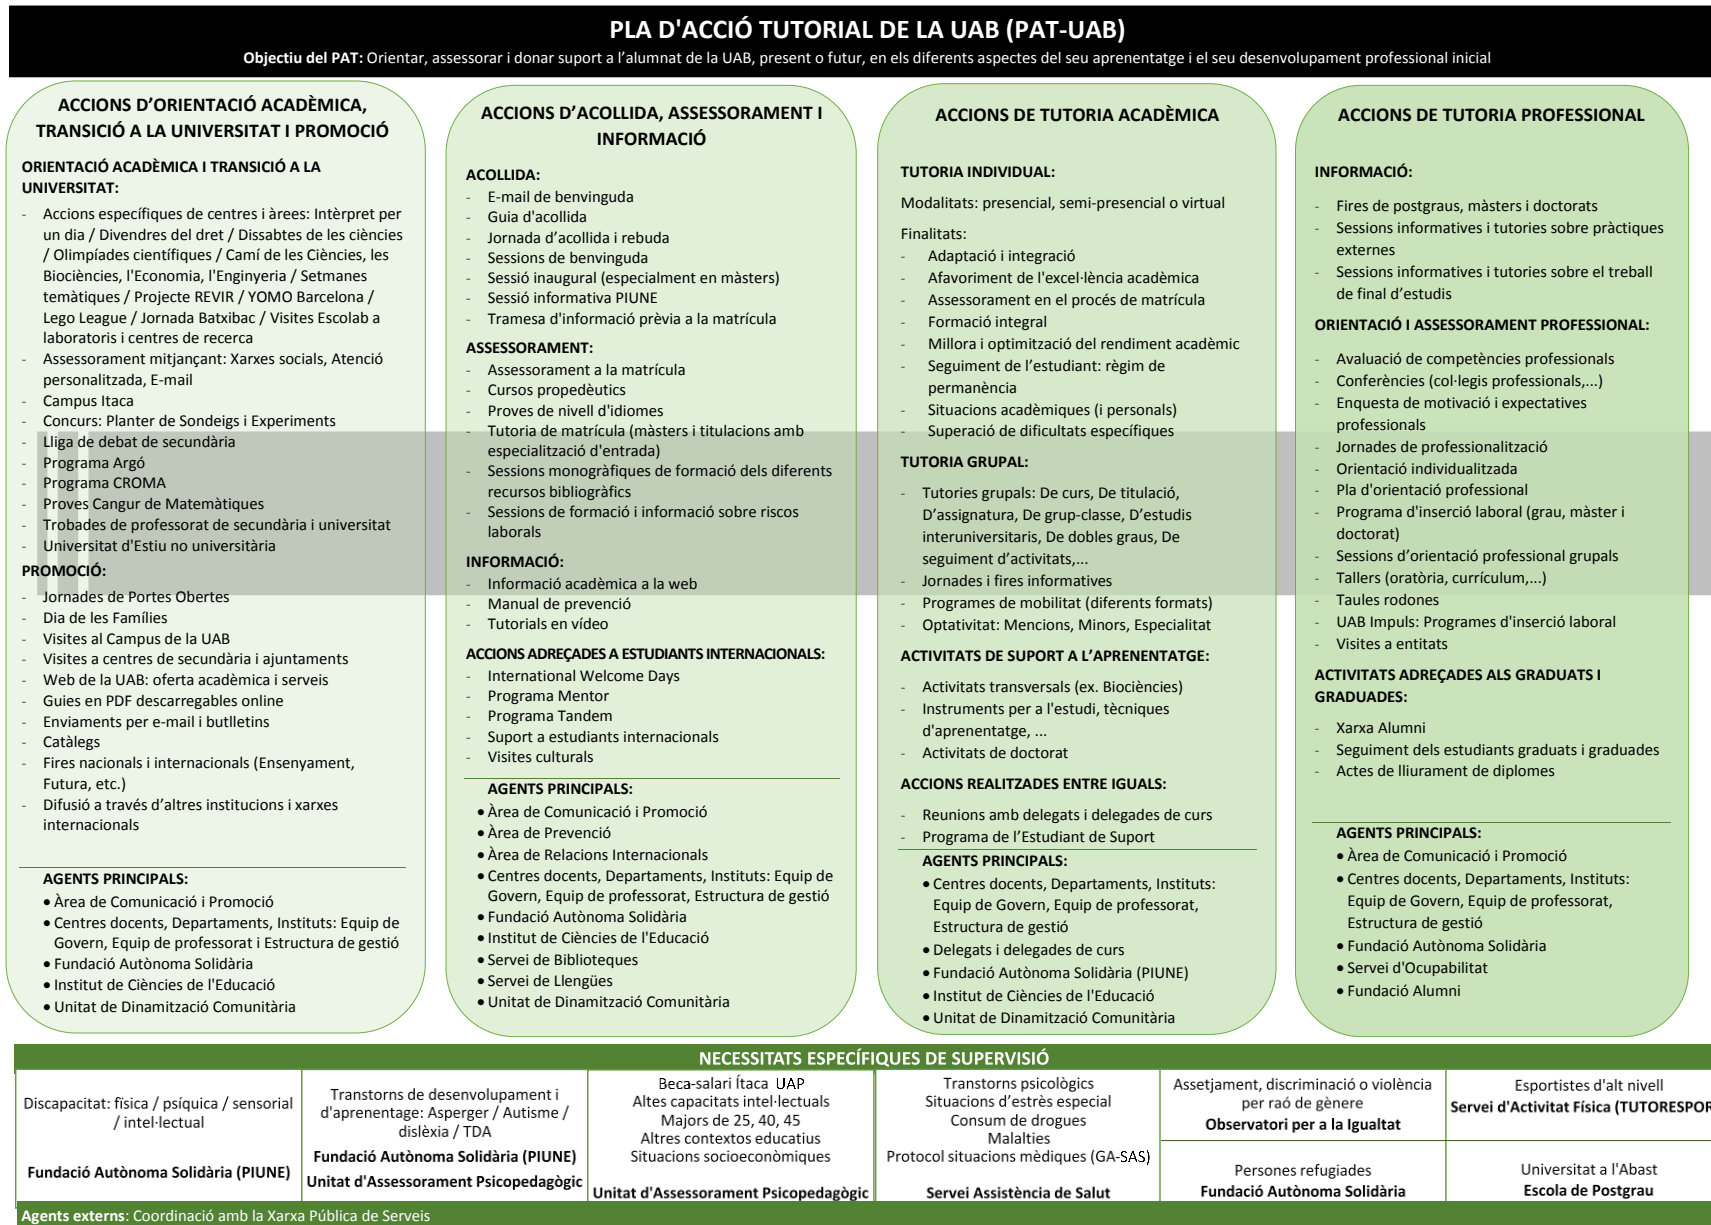 PLA D'ACCIÓ TUTORIAL DE LA UAB (PAT-UAB)
Objectiu del PAT: Orientar, assessorar i donar suport a l'alumnat de la UAB, present o futur, en els diferents aspectes del seu aprenentatge i el seu desenvolupament professional inicial
ACCIONS D'ORIENTACIÓ ACADÈMICA,
TRANSICIÓ A LA UNIVERSITAT I PROMOCIÓ
ORIENTACIÓ ACADÈMICA I TRANSICIÓ A LA
UNIVERSITAT:
- Accions específiques de centres i àrees: Intèrpret per
un dia / Divendres del dret / Dissabtes de les ciències
/ Olimpíades científiques / Camí de les Ciències, les
Biociències, l'Economia, l'Enginyeria / Setmanes
temàtiques / Projecte REVIR / YOMO Barcelona /
Lego League / Jornada Batxibac / Visites Escolab a
laboratoris i centres de recerca
- Assessorament mitjançant: Xarxes socials, Atenció
personalitzada, E-mail
- Campus Itaca
- Concurs: Planter de Sondeigs i Experiments
- Lliga de debat de secundària
- Programa Argó
- Programa CROMA
- Proves Cangur de Matemàtiques
- Trobades de professorat de secundària i universitat
- Universitat d'Estiu no universitària
PROMOCIÓ:
- Jornades de Portes Obertes
- Dia de les Famílies
- Visites al Campus de la UAB
- Visites a centres de secundària i ajuntaments
- Web de la UAB: oferta acadèmica i serveis
- Guies en PDF descarregables online
- Enviaments per e-mail i butlletins
- Catàlegs
- Fires nacionals i internacionals (Ensenyament,
Futura, etc.)
- Difusió a través d'altres institucions i xarxes
internacionals
AGENTS PRINCIPALS:
• Àrea de Comunicació i Promoció
• Centres docents, Departaments, Instituts: Equip de
Govern, Equip de professorat i Estructura de gestió
• Fundació Autònoma Solidària
• Institut de Ciències de l'Educació
• Unitat de Dinamització Comunitària
ACCIONS D'ACOLLIDA, ASSESSORAMENT I
INFORMACIÓ
ACOLLIDA:
- E-mail de benvinguda
- Guia d'acollida
- Jornada d'acollida i rebuda
- Sessions de benvinguda
- Sessió inaugural (especialment en màsters)
- Sessió informativa PIUNE
- Tramesa d'informació prèvia a la matrícula
ASSESSORAMENT:
- Assessorament a la matrícula
- Cursos propedèutics
- Proves de nivell d'idiomes
- Tutoria de matrícula (màsters i titulacions amb
especialització d'entrada)
- Sessions monogràfiques de formació dels diferents
recursos bibliogràfics
- Sessions de formació i informació sobre riscos
laborals
INFORMACIÓ:
- Informació acadèmica a la web
- Manual de prevenció
- Tutorials en vídeo
ACCIONS ADREÇADES A ESTUDIANTS INTERNACIONALS:
- International Welcome Days
- Programa Mentor
- Programa Tandem
- Suport a estudiants internacionals
- Visites culturals
AGENTS PRINCIPALS:
• Àrea de Comunicació i Promoció
• Àrea de Prevenció
• Àrea de Relacions Internacionals
• Centres docents, Departaments, Instituts: Equip de
Govern, Equip de professorat, Estructura de gestió
• Fundació Autònoma Solidària
• Institut de Ciències de l'Educació
• Servei de Biblioteques
• Servei de Llengües
• Unitat de Dinamització Comunitària
ACCIONS DE TUTORIA ACADÈMICA
TUTORIA INDIVIDUAL:
Modalitats: presencial, semi-presencial o virtual
Finalitats:
- Adaptació i integració
- Afavoriment de l'excel·lència acadèmica
- Assessorament en el procés de matrícula
- Formació integral
- Millora i optimització del rendiment acadèmic
- Seguiment de l'estudiant: règim de
permanència
- Situacions acadèmiques (i personals)
- Superació de dificultats específiques
TUTORIA GRUPAL:
- Tutories grupals: De curs, De titulació,
D'assignatura, De grup-classe, D'estudis
interuniversitaris, De dobles graus, De
seguiment d'activitats,...
- Jornades i fires informatives
- Programes de mobilitat (diferents formats)
- Optativitat: Mencions, Minors, Especialitat
ACTIVITATS DE SUPORT A L'APRENENTATGE:
- Activitats transversals (ex. Biociències)
- Instruments per a l'estudi, tècniques
d'aprenentatge, ...
- Activitats de doctorat
ACCIONS REALITZADES ENTRE IGUALS:
- Reunions amb delegats i delegades de curs
- Programa de l'Estudiant de Suport
AGENTS PRINCIPALS:
• Centres docents, Departaments, Instituts:
Equip de Govern, Equip de professorat,
Estructura de gestió
• Delegats i delegades de curs
• Fundació Autònoma Solidària (PIUNE)
• Institut de Ciències de l'Educació
• Unitat de Dinamització Comunitària
ACCIONS DE TUTORIA PROFESSIONAL
INFORMACIÓ:
- Fires de postgraus, màsters i doctorats
- Sessions informatives i tutories sobre pràctiques
externes
- Sessions informatives i tutories sobre el treball
de final d'estudis
ORIENTACIÓ I ASSESSORAMENT PROFESSIONAL:
- Avaluació de competències professionals
- Conferències (col·legis professionals,...)
- Enquesta de motivació i expectatives
professionals
- Jornades de professionalització
- Orientació individualitzada
- Pla d'orientació professional
- Programa d'inserció laboral (grau, màster i
doctorat)
- Sessions d'orientació professional grupals
- Tallers (oratòria, currículum,...)
- Taules rodones
- UAB Impuls: Programes d'inserció laboral
- Visites a entitats
ACTIVITATS ADREÇADES ALS GRADUATS I
GRADUADES:
- Xarxa Alumni
- Seguiment dels estudiants graduats i graduades
- Actes de lliurament de diplomes
AGENTS PRINCIPALS:
• Àrea de Comunicació i Promoció
• Centres docents, Departaments, Instituts:
Equip de Govern, Equip de professorat,
Estructura de gestió
• Fundació Autònoma Solidària
• Servei d'Ocupabilitat
• Fundació Alumni
NECESSITATS ESPECÍFIQUES DE SUPERVISIÓ
Discapacitat: física / psíquica / sensorial
/ intel·lectual
Fundació Autònoma Solidària (PIUNE)
Transtorns de desenvolupament i
d'aprenentage: Asperger / Autisme /
dislèxia / TDA
Fundació Autònoma Solidària (PIUNE)
Unitat d'Assessorament Psicopedagògic
Beca-salari Ítaca UAP
Altes capacitats intel·lectuals
Majors de 25, 40, 45
Altres contextos educatius
Situacions socioeconòmiques
Unitat d'Assessorament Psicopedagògic
Transtorns psicològics
Situacions d'estrès especial
Consum de drogues
Malalties
Protocol situacions mèdiques (GA-SAS)
Servei Assistència de Salut
Assetjament, discriminació o violència
per raó de gènere
Observatori per a la Igualtat
Persones refugiades
Fundació Autònoma Solidària
Esportistes d'alt nivell
Servei d'Activitat Física (TUTORESPOR
Universitat a l'Abast
Escola de Postgrau
Agents externs: Coordinació amb la Xarxa Pública de Serveis